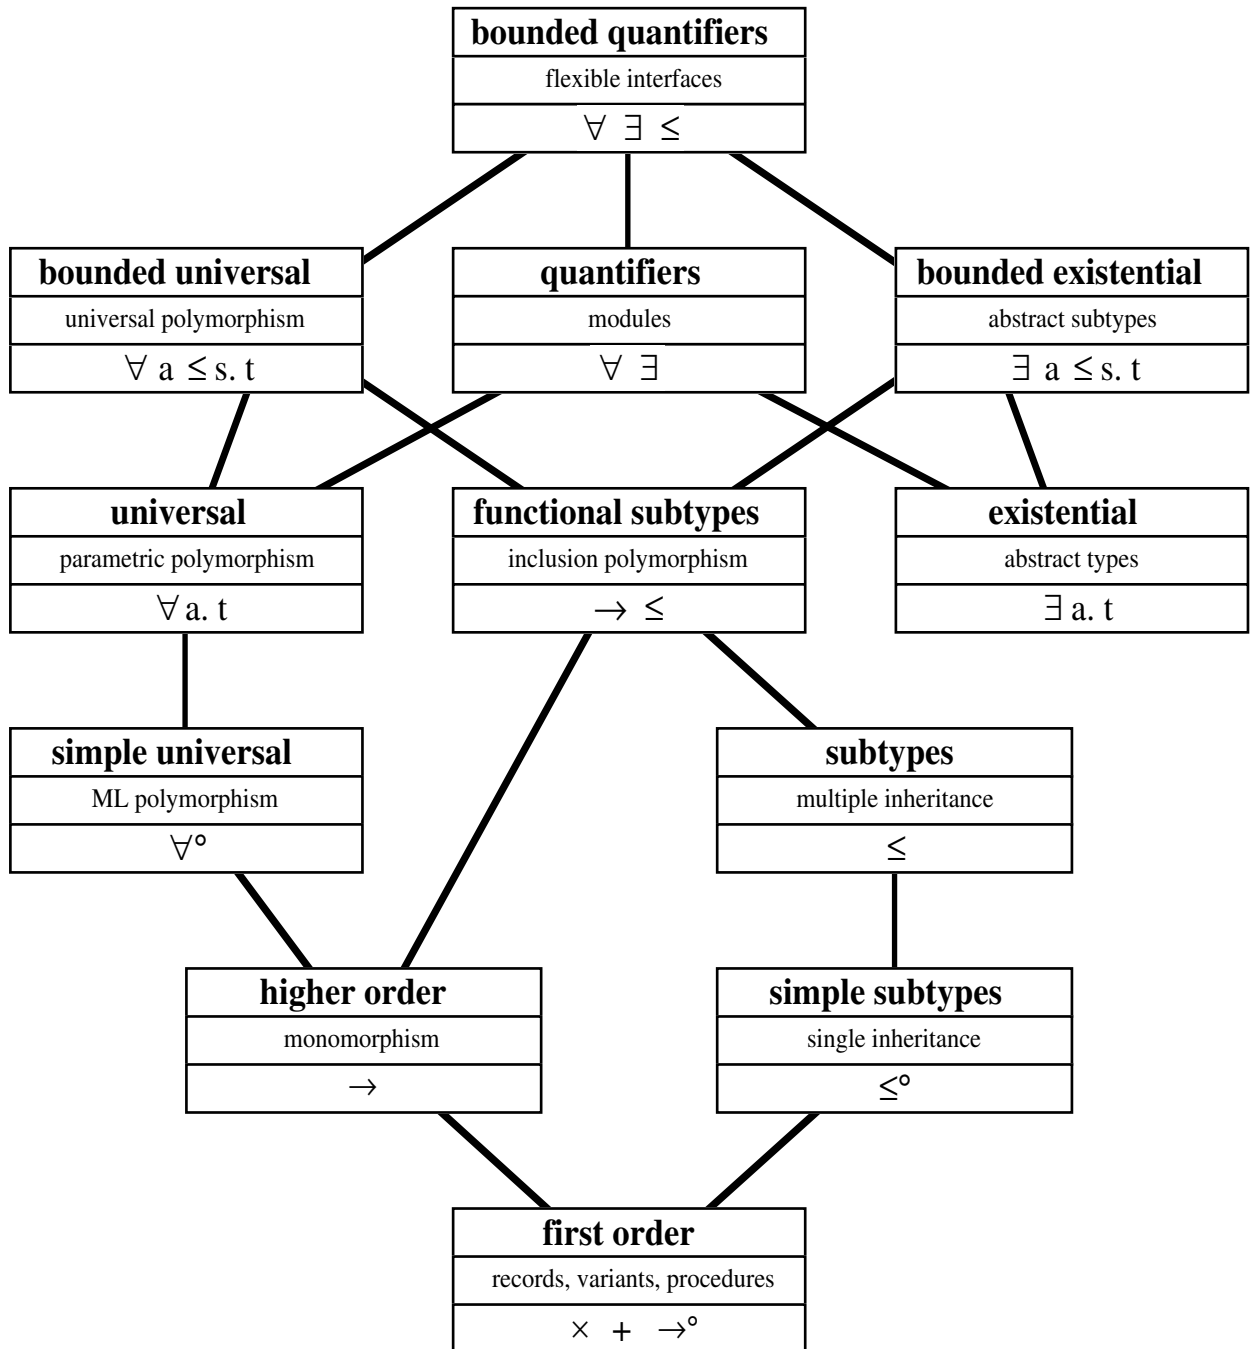 bounded quantifiers
flexible interfaces
∀ ∃ ≤
bounded universal
universal polymorphism
∀ a ≤ s. t
quantifiers
modules
∀ ∃
bounded existential
abstract subtypes
∃ a ≤ s. t
universal
parametric polymorphism
∀ a. t
functional subtypes
inclusion polymorphism
→ ≤
existential
abstract types
∃ a. t
simple universal
ML polymorphism
∀°
subtypes
multiple inheritance
≤
higher order
monomorphism
→
simple subtypes
single inheritance
≤°
first order
records, variants, procedures
× + →°